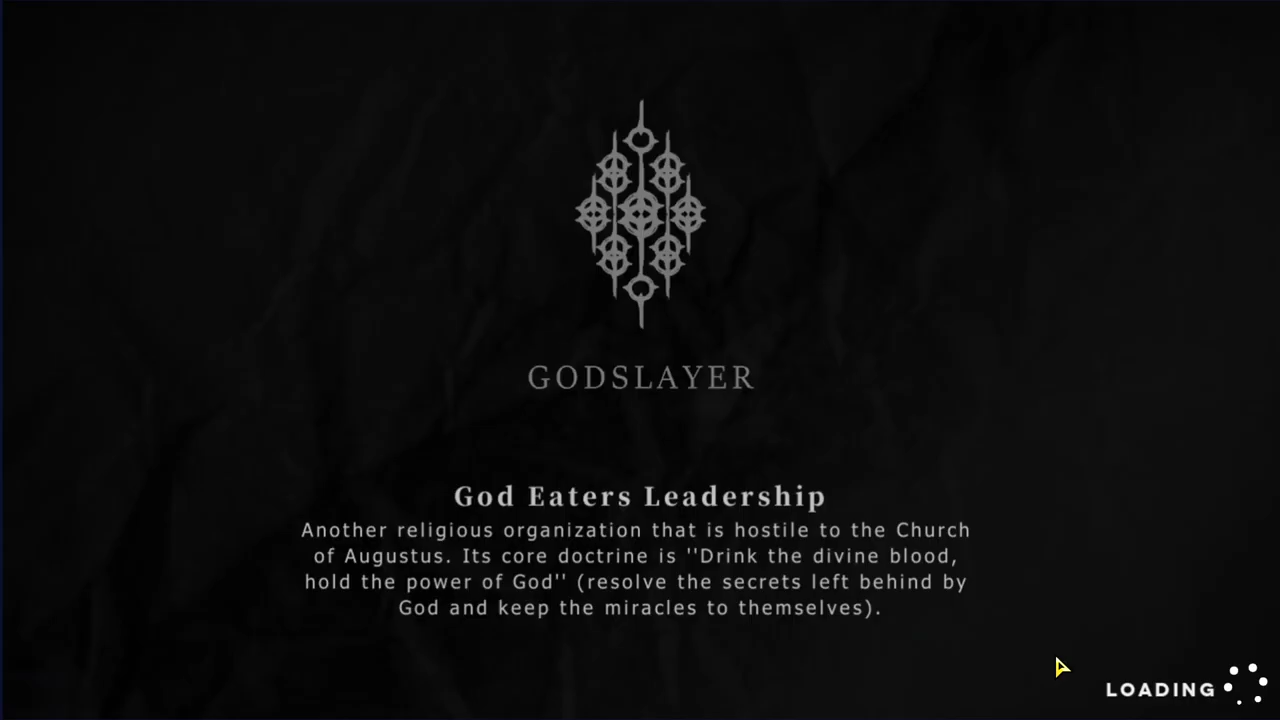 GODSLAYER
God Eaters Leadership
Another religious organization that is hostile to the Church
of Augustus. Its core doctrine is ''Drink the divine blood,
hold the power of God'' (resolve the secrets left behind by
God and keep the miracles to themselves).
LOADING